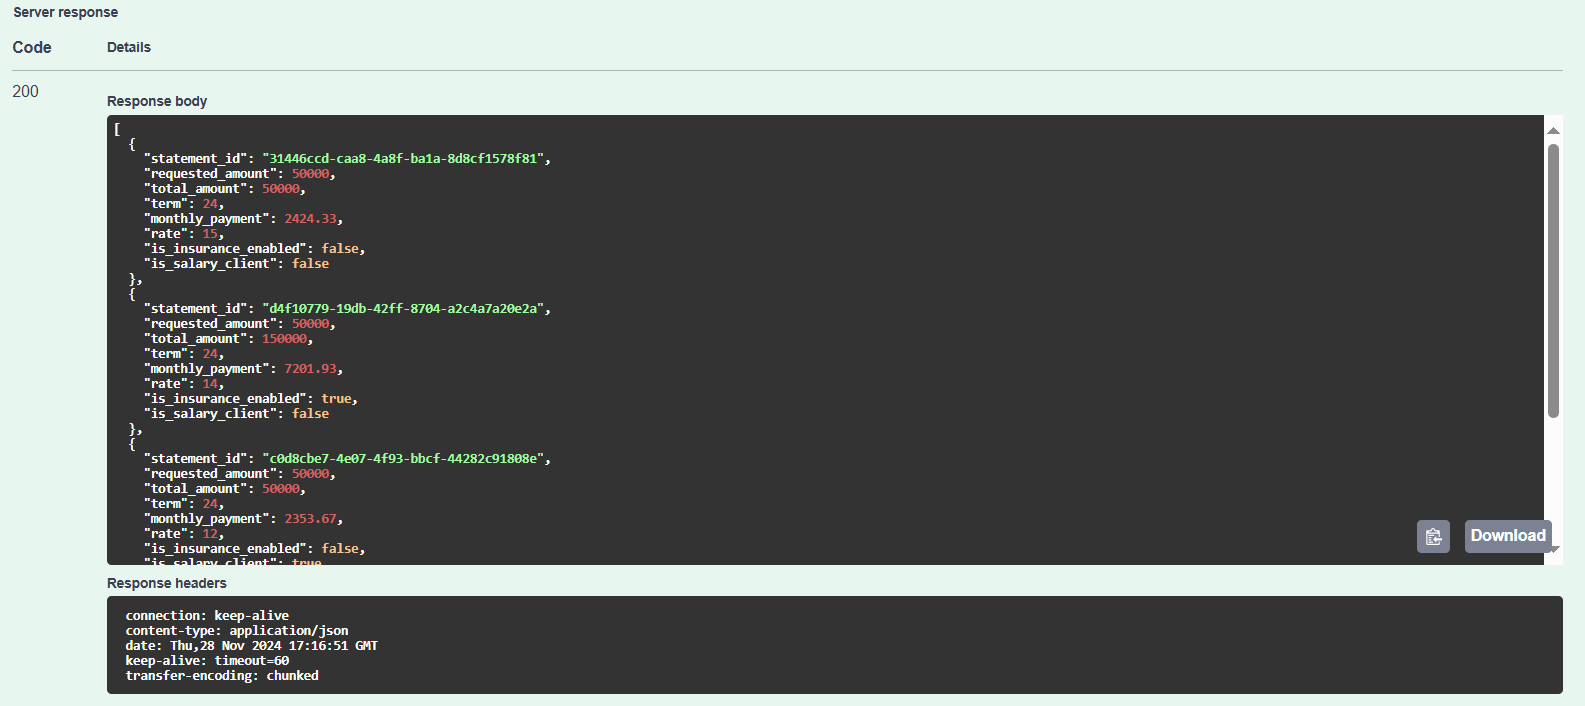 Server response
Code Details
200
Response body
[
  {
    "statement_id": "31446ccd-caa8-4a8f-ba1a-8d8cf1578f81",
    "requested_amount": 50000,
    "total_amount": 50000,
    "term": 24,
    "monthly_payment": 2424.33,
    "rate": 15,
    "is_insurance_enabled": false,
    "is_salary_client": false
  },
  {
    "statement_id": "d4f10779-19db-42ff-8704-a2c4a7a20e2a",
    "requested_amount": 50000,
    "total_amount": 150000,
    "term": 24,
    "monthly_payment": 7201.93,
    "rate": 14,
    "is_insurance_enabled": true,
    "is_salary_client": false
  },
  {
    "statement_id": "c0d8cbe7-4e07-4f93-bbcf-44282c91808e",
    "requested_amount": 50000,
    "total_amount": 50000,
    "term": 24,
    "monthly_payment": 2353.67,
    "rate": 12,
    "is_insurance_enabled": false,
    "is_salary_client": true
Download
Response headers
connection: keep-alive
content-type: application/json
date: Thu,28 Nov 2024 17:16:51 GMT
keep-alive: timeout=60
transfer-encoding: chunked